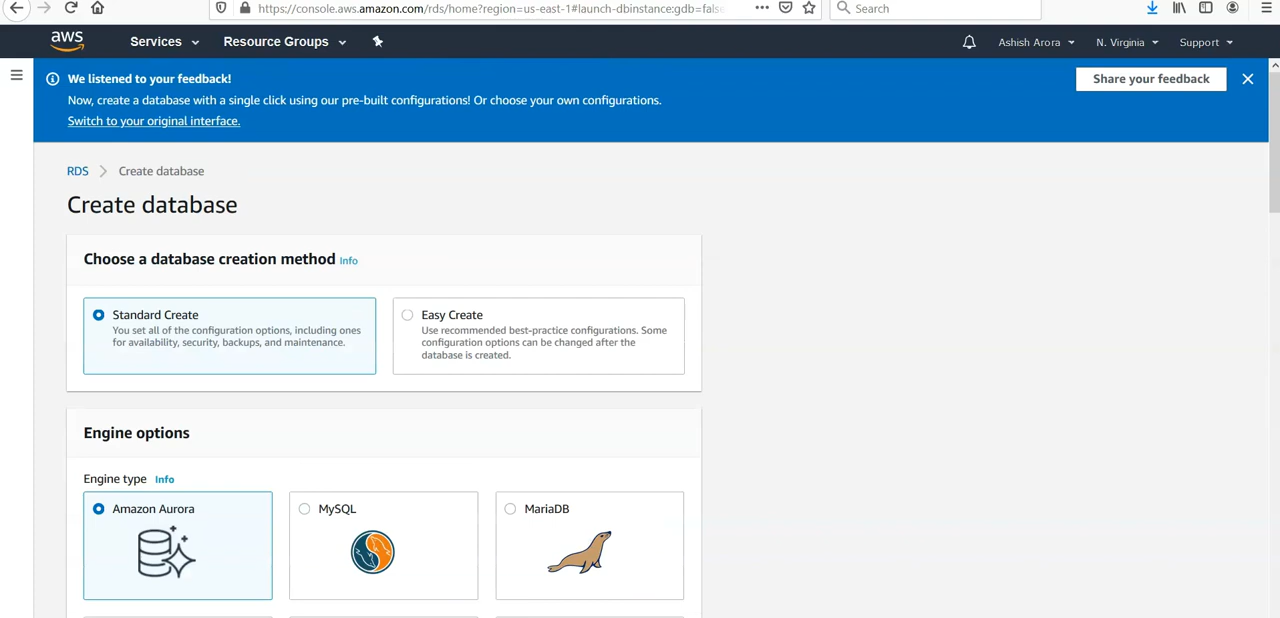 https://console.aws.amazon.com/rds/home?region=us-east-1#launch-dbinstance:gdb=fals
Search
aws
Services
Resource Groups
Ashish Arora
N. Virginia
Support
We listened to your feedback!
Now, create a database with a single click using our pre-built configurations! Or choose your own configurations.
Switch to your original interface.
Share your feedback
RDS > Create database
Create database
Choose a database creation method Info
Standard Create
You set all of the configuration options, including ones
for availability, security, backups, and maintenance.
Easy Create
Use recommended best-practice configurations. Some
configuration options can be changed after the
database is created.
Engine options
Engine type Info
Amazon Aurora
MySQL
MariaDB